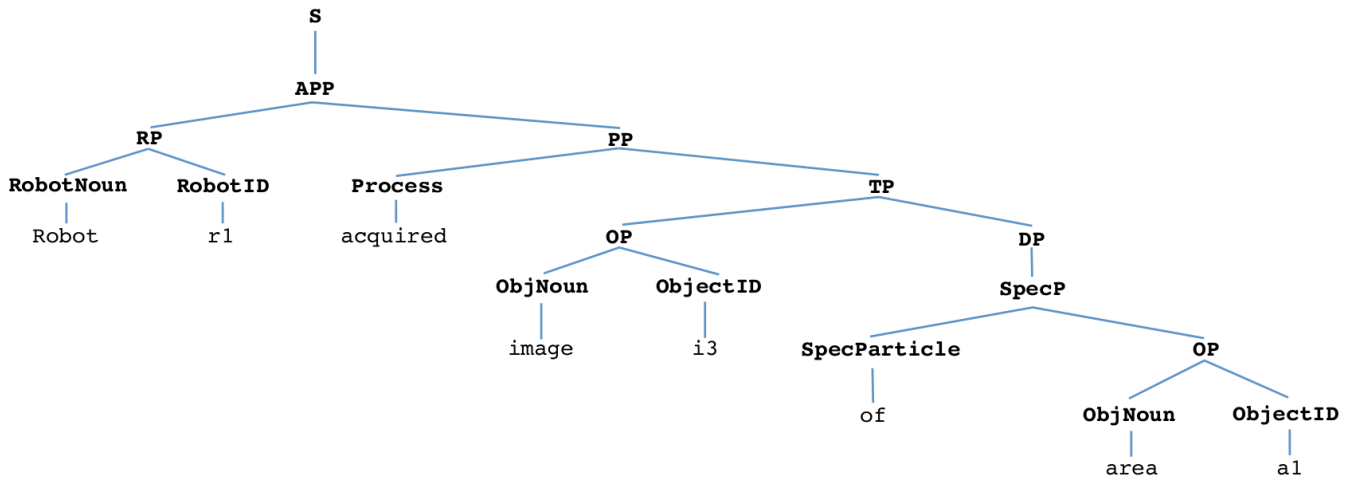 S
APP
RP PP
RobotNoun RobotID Process TP
Robot r1 acquired OP DP
ObjNoun ObjectID SpecP
image i3 SpecParticle OP
of ObjNoun ObjectID
area a1